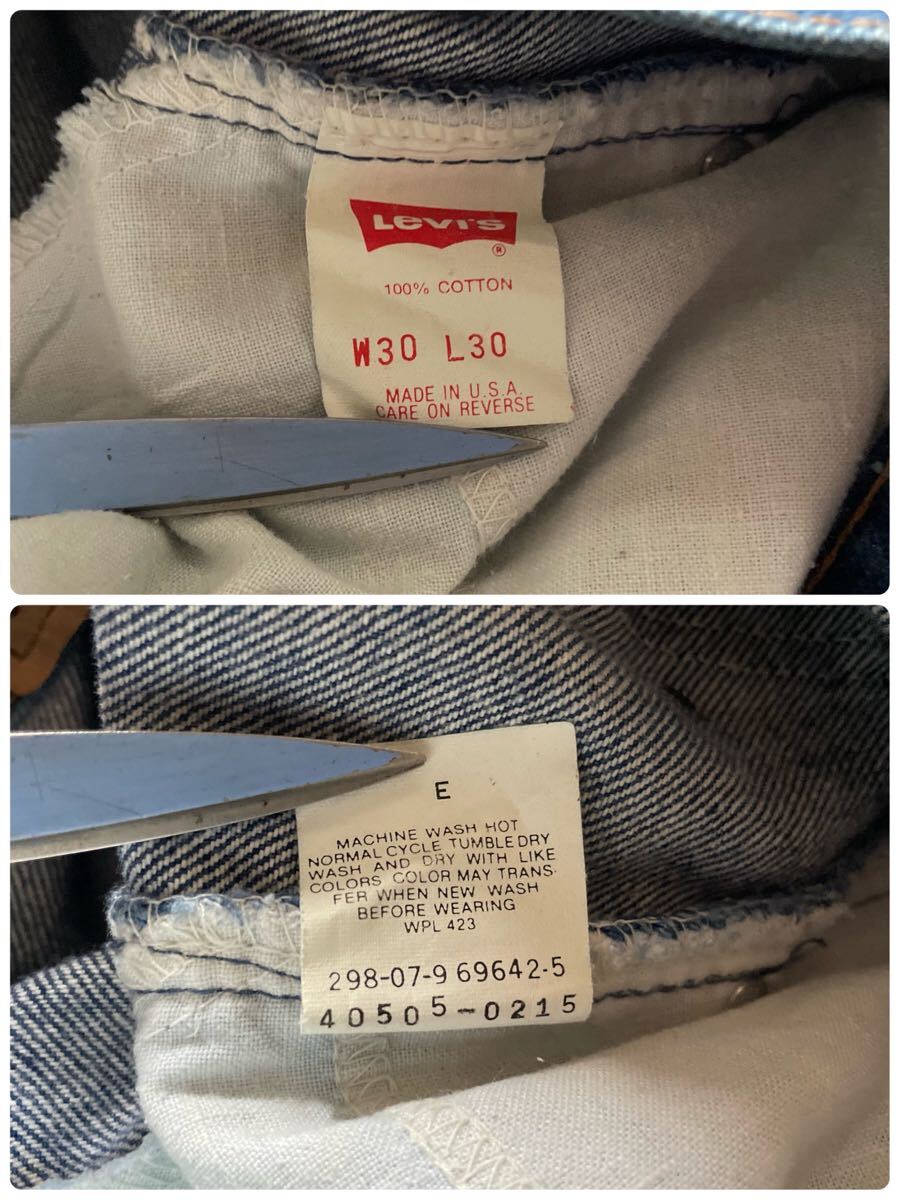 Levi's
®
100% COTTON
W30 L30
MADE IN U.S.A.
CARE ON REVERSE
E
MACHINE WASH HOT
NORMAL CYCLE TUMBLE DRY
WASH AND DRY WITH LIKE
COLORS COLOR MAY TRANS-
FER WHEN NEW WASH
BEFORE WEARING
WPL 423
298-07-9 69642-5
40505-0215